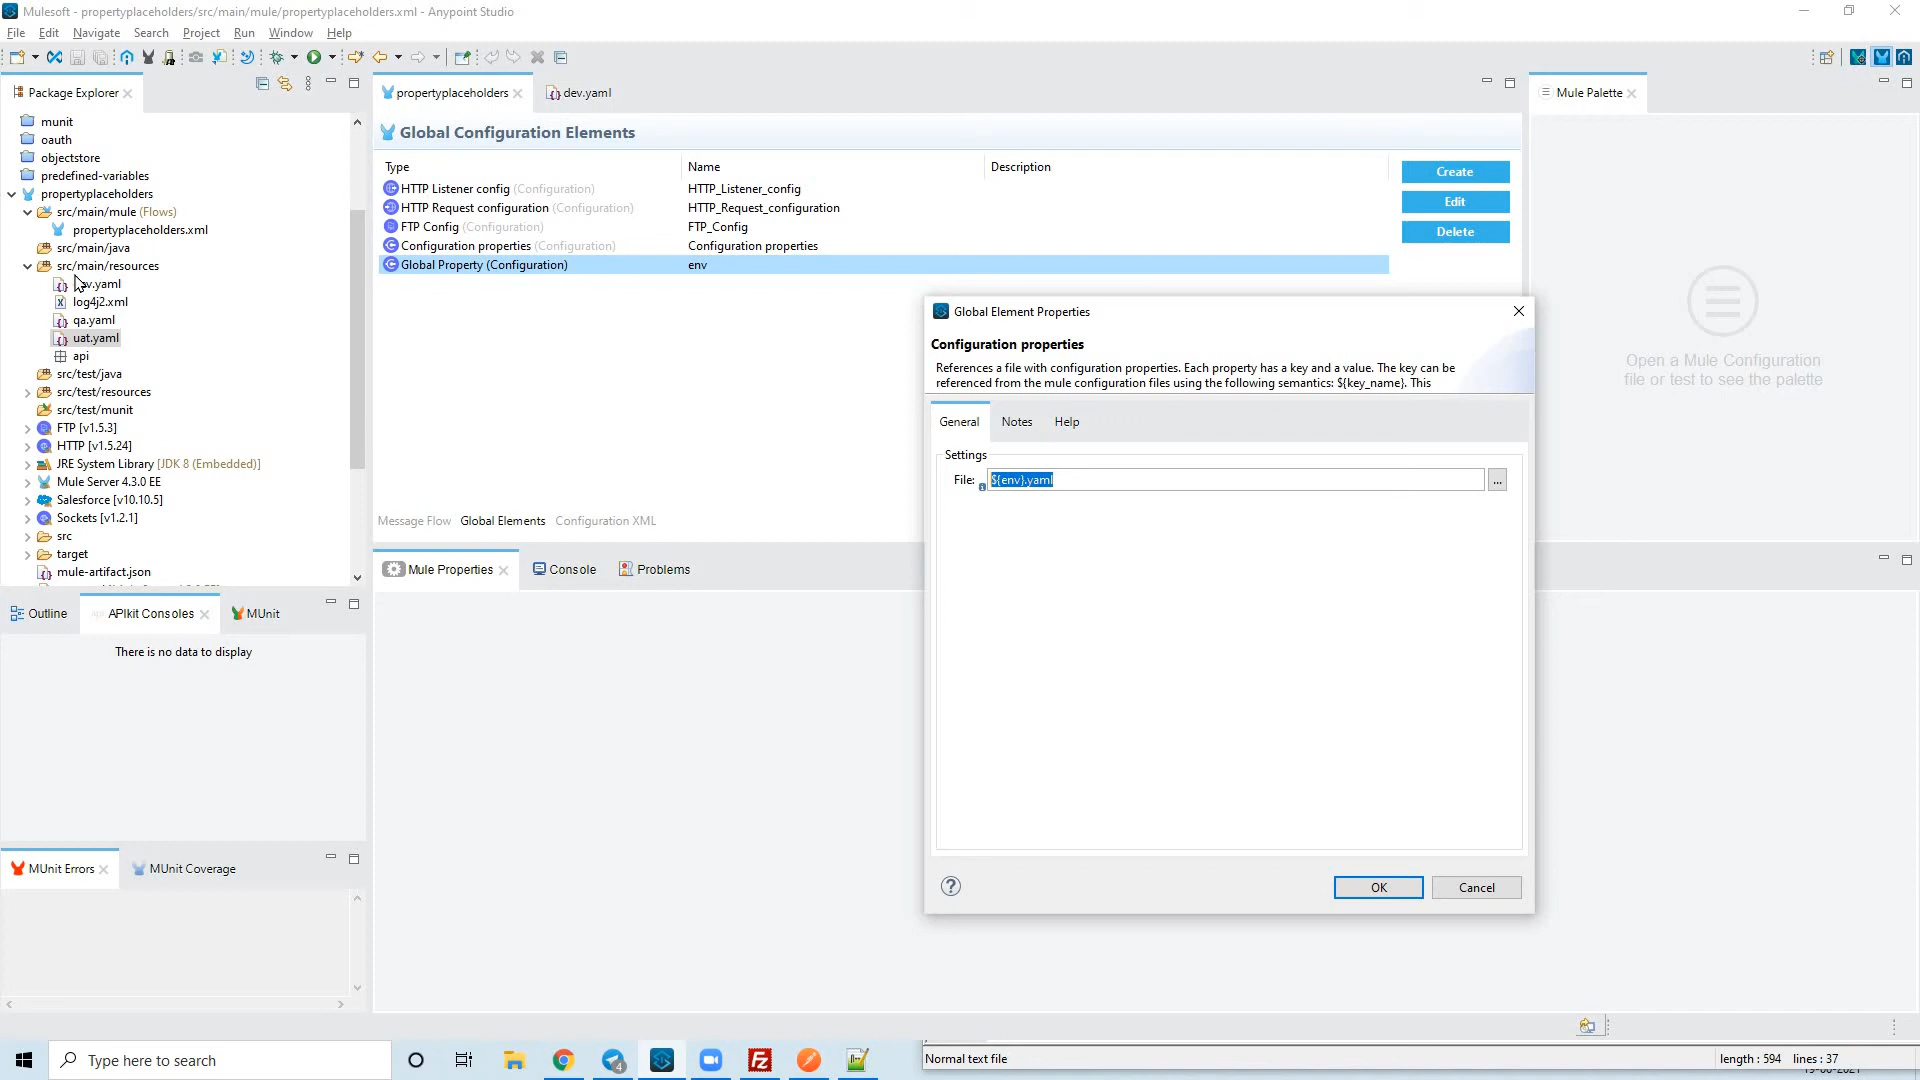 Mulesoft - propertyplaceholders/src/main/mule/propertyplaceholders.xml - Anypoint Studio
File Edit Navigate Search Project Run Window Help
Package Explorer
propertyplaceholders
dev.yaml
Mule Palette
munit
oauth
objectstore
predefined-variables
propertyplaceholders
src/main/mule (Flows)
propertyplaceholders.xml
src/main/java
src/main/resources
log4j2.xml
qa.yaml
uat.yaml
api
src/test/java
src/test/resources
src/test/munit
FTP [v1.5.3]
HTTP [v1.5.24]
JRE System Library [JDK 8 (Embedded)]
Mule Server 4.3.0 EE
Salesforce [v10.10.5]
Sockets [v1.2.1]
src
target
mule-artifact.json
Global Configuration Elements
Type Name Description
HTTP Listener config (Configuration) HTTP_Listener_config
HTTP Request configuration (Configuration) HTTP_Request_configuration
FTP Config (Configuration) FTP_Config
Configuration properties (Configuration) Configuration properties
Global Property (Configuration) env
Create
Edit
Delete
Message Flow Global Elements Configuration XML
Open a Mule Configuration
file or test to see the palette
Global Element Properties
Configuration properties
References a file with configuration properties. Each property has a key and a value. The key can be
referenced from the mule configuration files using the following semantics: ${key_name}. This
General Notes Help
Settings
File: ${env}.yaml
...
OK Cancel
Mule Properties Console Problems
Outline APIkit Consoles MUnit
There is no data to display
MUnit Errors MUnit Coverage
Type here to search
4
Normal text file length : 594 lines : 37